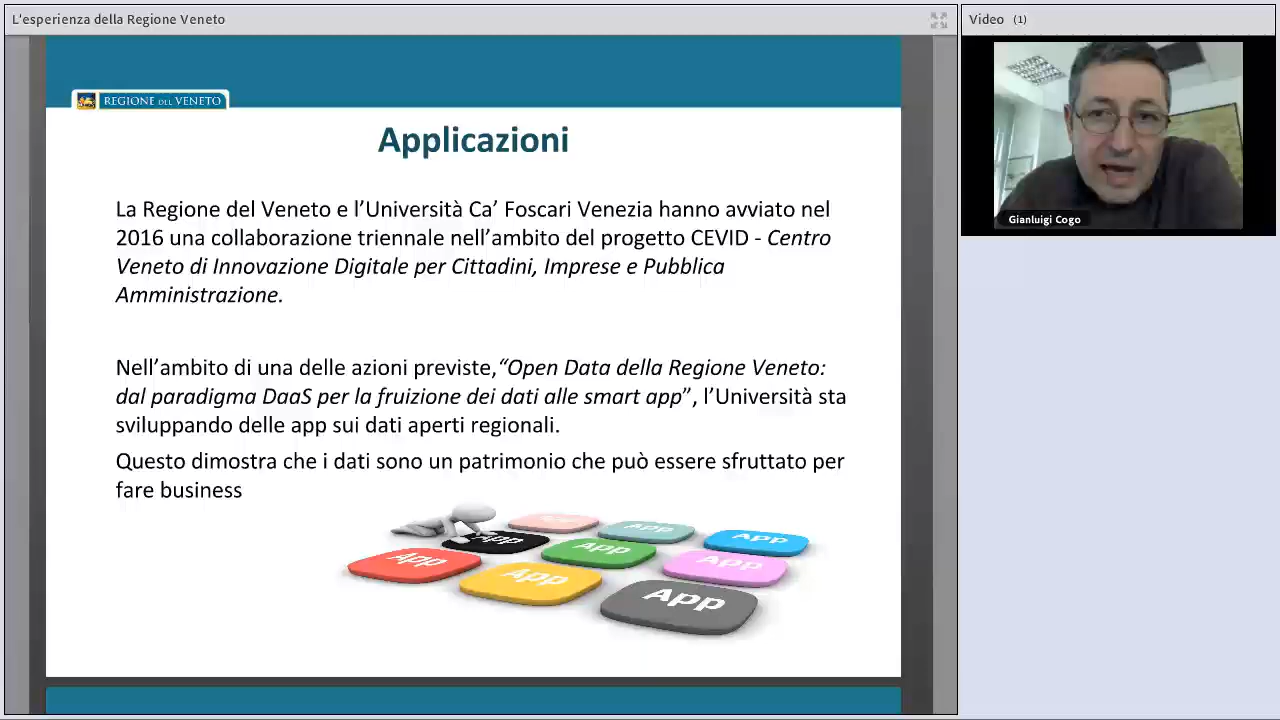 L'esperienza della Regione Veneto
Video (1)
REGIONE DEL VENETO
Gianluigi Cogo
Applicazioni
La Regione del Veneto e l’Università Ca’ Foscari Venezia hanno avviato nel
2016 una collaborazione triennale nell’ambito del progetto CEVID - Centro
Veneto di Innovazione Digitale per Cittadini, Imprese e Pubblica
Amministrazione.
Nell’ambito di una delle azioni previste,“Open Data della Regione Veneto:
dal paradigma DaaS per la fruizione dei dati alle smart app”, l’Università sta
sviluppando delle app sui dati aperti regionali.
Questo dimostra che i dati sono un patrimonio che può essere sfruttato per
fare business
App
App
App
App
App
App
App
App
App